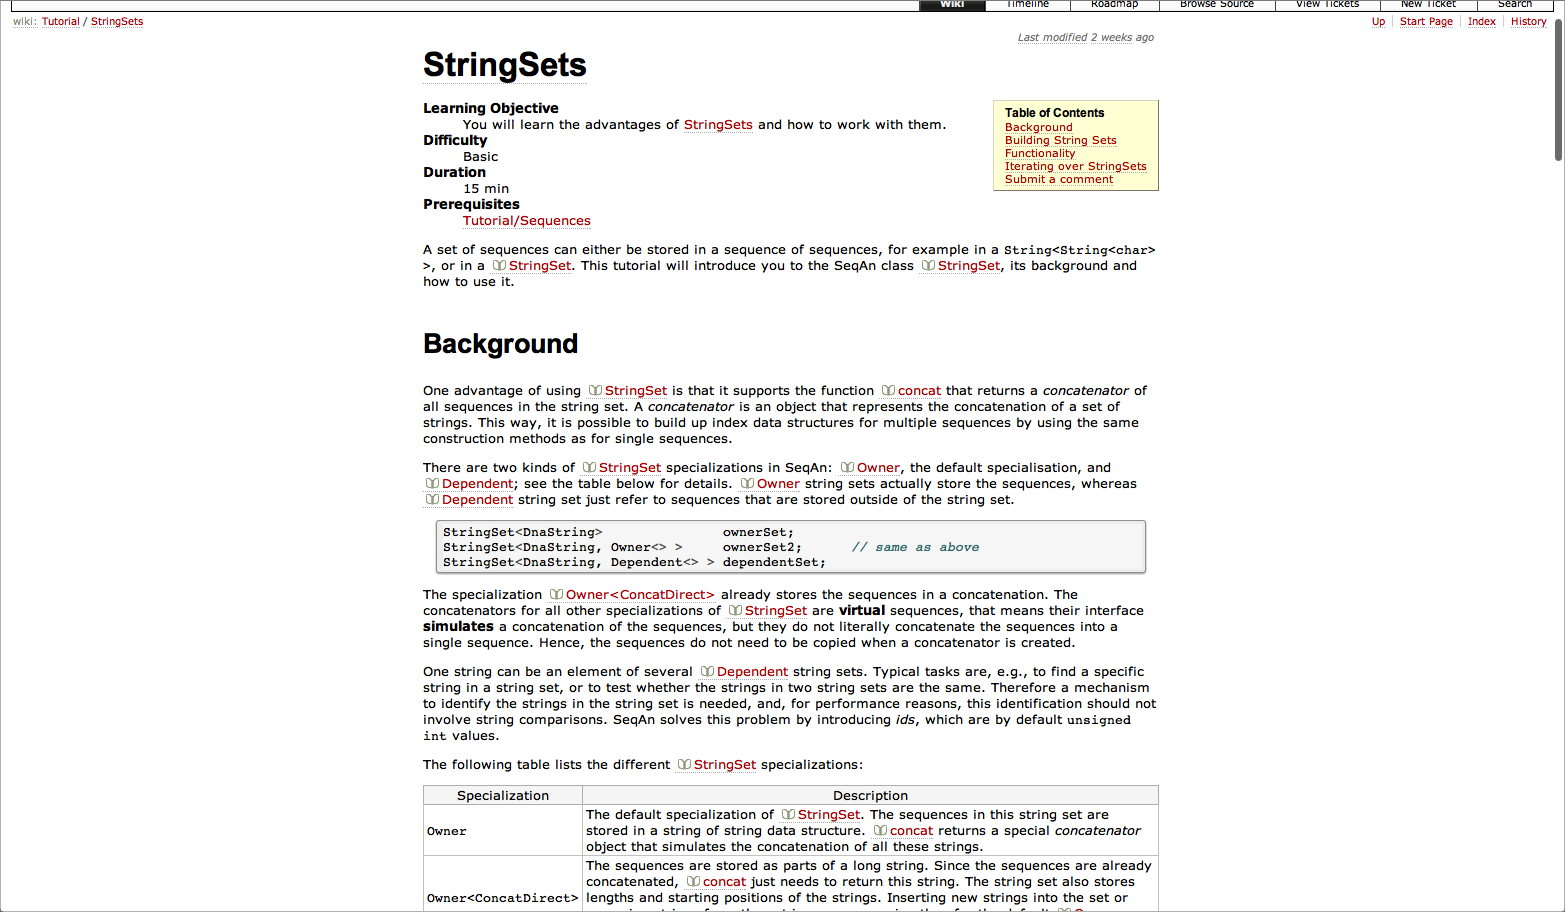 Wiki Timeline Roadmap Browse Source View Tickets New Ticket Search
wiki: Tutorial / StringSets
Up Start Page Index History
Last modified 2 weeks ago
StringSets
Learning Objective
You will learn the advantages of StringSets and how to work with them.
Difficulty
Basic
Duration
15 min
Prerequisites
Tutorial/Sequences
Table of Contents
Background
Building String Sets
Functionality
Iterating over StringSets
Submit a comment
A set of sequences can either be stored in a sequence of sequences, for example in a String<String<char>
>, or in a StringSet. This tutorial will introduce you to the SeqAn class StringSet, its background and
how to use it.
Background
One advantage of using StringSet is that it supports the function concat that returns a concatenator of
all sequences in the string set. A concatenator is an object that represents the concatenation of a set of
strings. This way, it is possible to build up index data structures for multiple sequences by using the same
construction methods as for single sequences.
There are two kinds of StringSet specializations in SeqAn: Owner, the default specialisation, and
Dependent; see the table below for details. Owner string sets actually store the sequences, whereas
Dependent string set just refer to sequences that are stored outside of the string set.
StringSet<DnaString> ownerSet;
StringSet<DnaString, Owner<> > ownerSet2; // same as above
StringSet<DnaString, Dependent<> > dependentSet;
The specialization Owner<ConcatDirect> already stores the sequences in a concatenation. The
concatenators for all other specializations of StringSet are virtual sequences, that means their interface
simulates a concatenation of the sequences, but they do not literally concatenate the sequences into a
single sequence. Hence, the sequences do not need to be copied when a concatenator is created.
One string can be an element of several Dependent string sets. Typical tasks are, e.g., to find a specific
string in a string set, or to test whether the strings in two string sets are the same. Therefore a mechanism
to identify the strings in the string set is needed, and, for performance reasons, this identification should not
involve string comparisons. SeqAn solves this problem by introducing ids, which are by default unsigned
int values.
The following table lists the different StringSet specializations:
Specialization Description
Owner
The default specialization of StringSet. The sequences in this string set are
stored in a string of string data structure. concat returns a special concatenator
object that simulates the concatenation of all these strings.
Owner<ConcatDirect>
The sequences are stored as parts of a long string. Since the sequences are already
concatenated, concat just needs to return this string. The string set also stores
lengths and starting positions of the strings. Inserting new strings into the set or